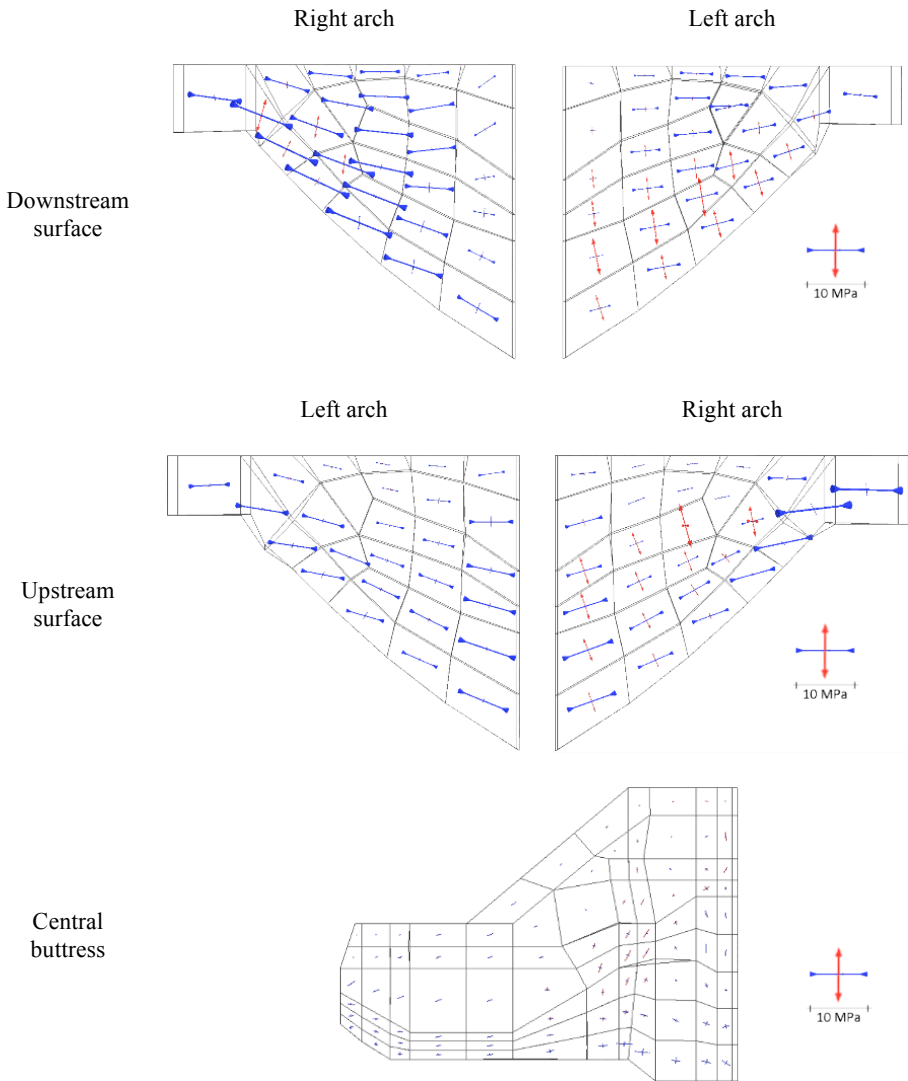 Right arch
Left arch
Downstream
surface
10 MPa
Left arch
Right arch
Upstream
surface
10 MPa
Central
buttress
10 MPa